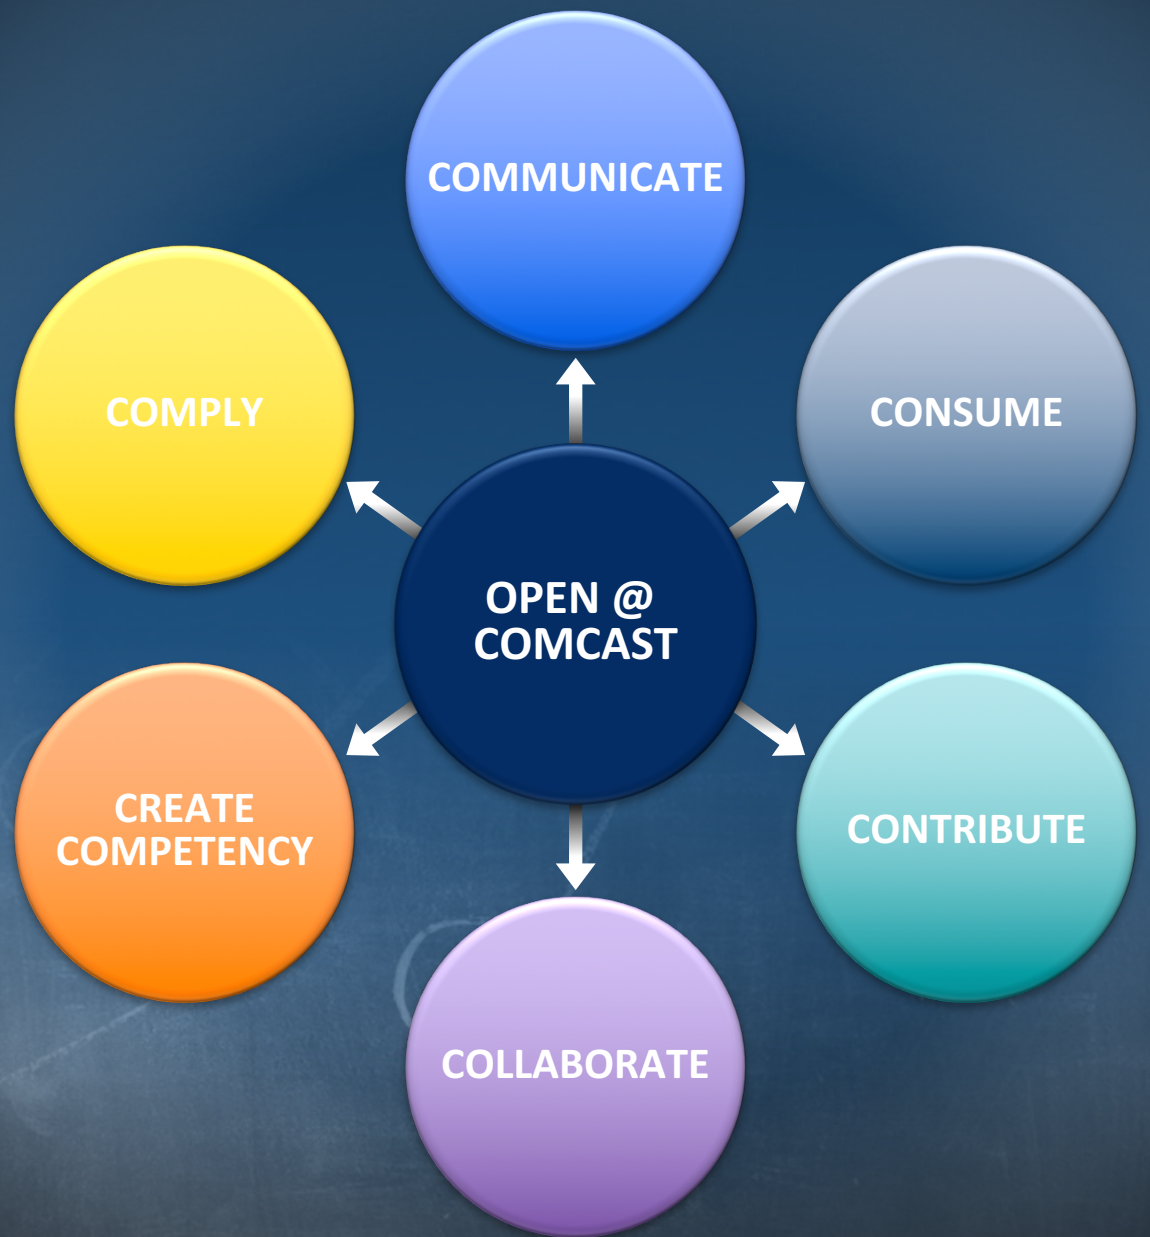 COMMUNICATE
COMPLY
CONSUME
OPEN @
COMCAST
CREATE
COMPETENCY
CONTRIBUTE
COLLABORATE